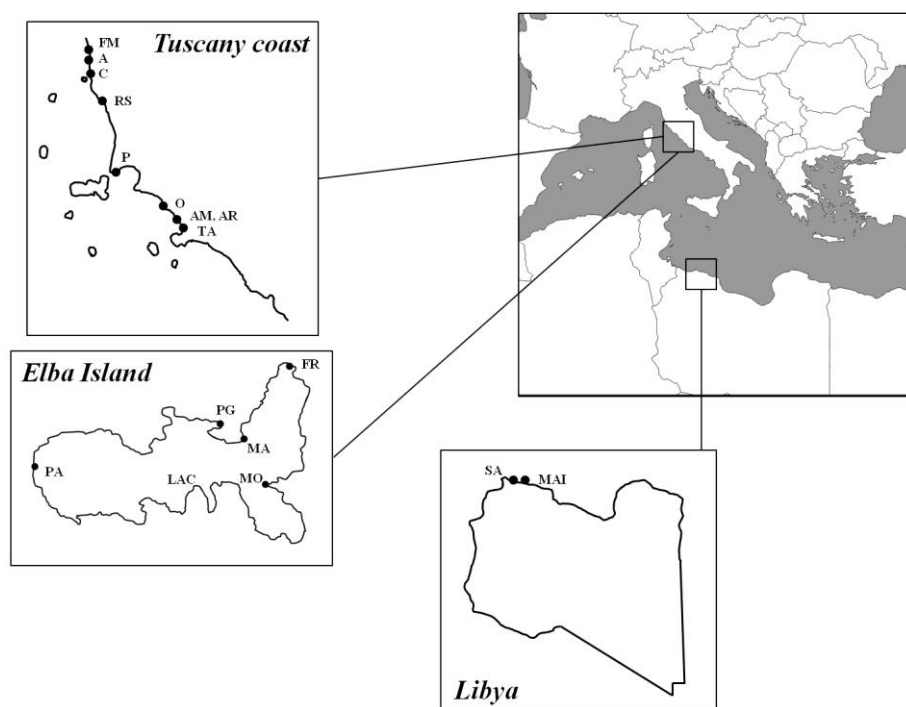 Tuscany coast
FM
A
C
RS
P
O
AM, AR
TA
Elba Island
FR
PG
MA
PA
LAC
MO
SA
MAI
Libya